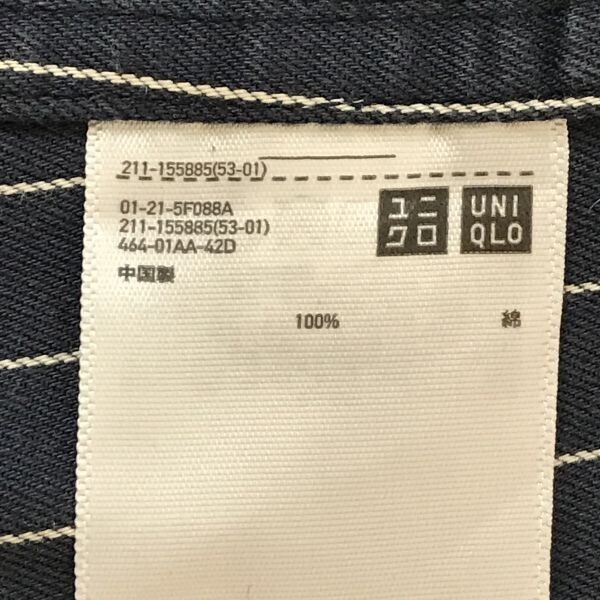 211-155885(53-01)
01-21-5F088A
211-155885(53-01)
464-01AA-42D
中国製
ユニ
クロ
UNI
QLO
100% 綿